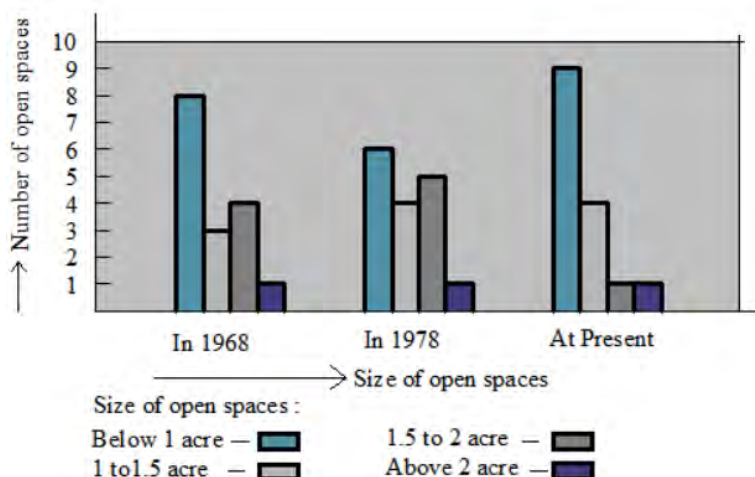 Number of open spaces
10
9
8
7
6
5
4
3
2
1
In 1968
In 1978
At Present
Size of open spaces
Size of open spaces :
Below 1 acre
1.5 to 2 acre
1 to1.5 acre
Above 2 acre